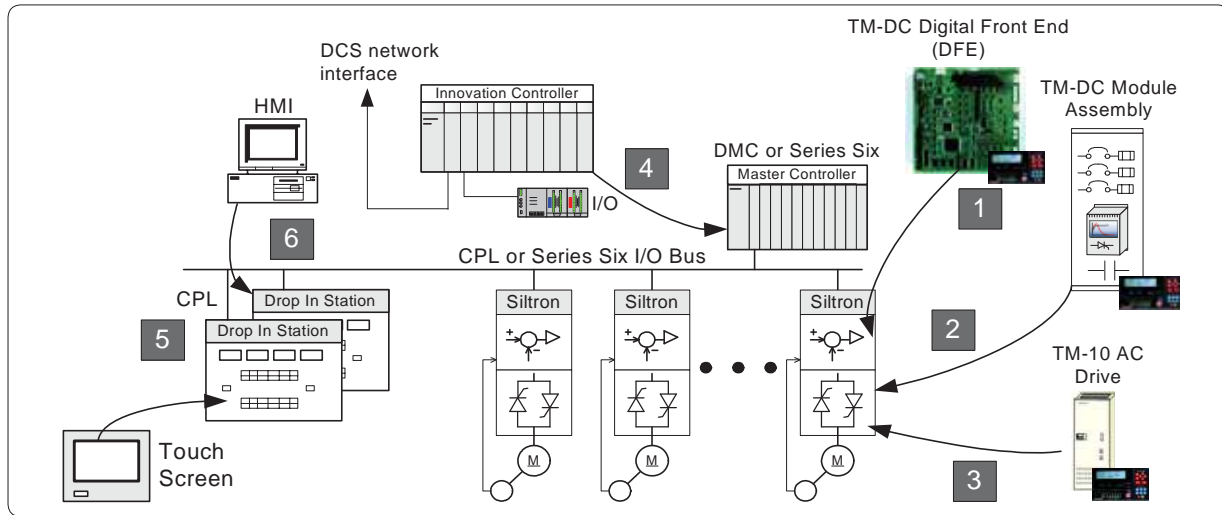 TM-DC Digital Front End
(DFE)
DCS network
interface
TM-DC Module
Assembly
Innovation Controller
HMI
4
DMC or Series Six
Master Controller
I/O
1
6
CPL or Series Six I/O Bus
CPL
Drop In Station
Siltron
Siltron
Siltron
5
Drop In Station
2
TM-10 AC
Drive
M
M
M
Touch
Screen
3